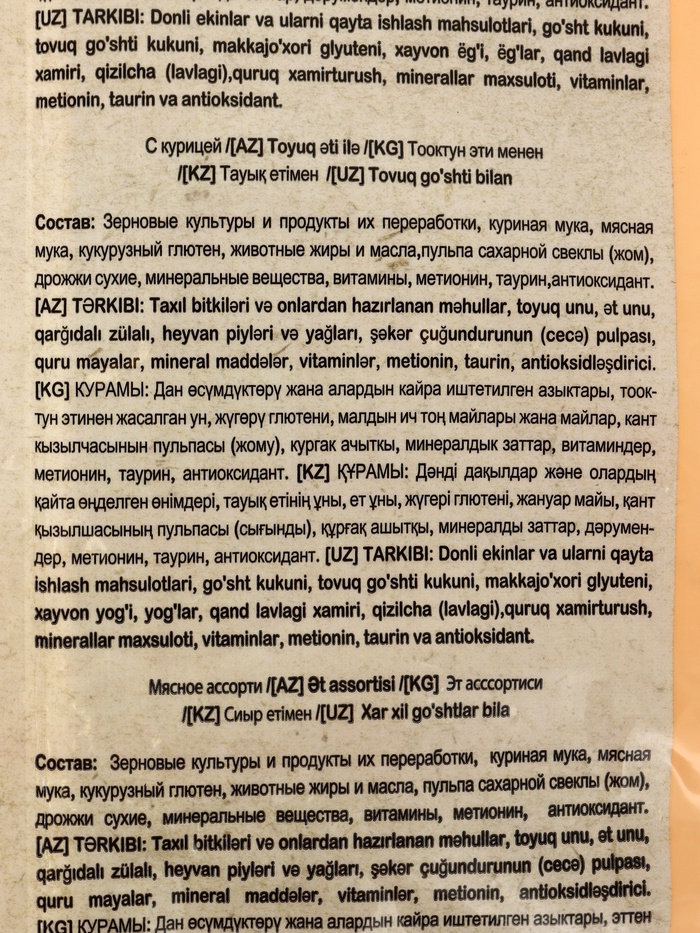 [UZ] TARKIBI: Donli ekinlar va ularni qayta ishlash mahsulotlari, go'sht kukuni,
tovuq go'shti kukuni, makkajo'xori glyuteni, xayvon ёg'i, ёg'lar, qand lavlagi
xamiri, qizilcha (lavlagi),quruq xamirturush, minerallar maxsuloti, vitaminlar,
metionin, taurin va antioksidant.
С курицей /[AZ] Toyuq əti ilə /[KG] Тооктун эти менен
/[KZ] Тауық етімен /[UZ] Tovuq go'shti bilan
Состав: Зерновые культуры и продукты их переработки, куриная мука, мясная
мука, кукурузный глютен, животные жиры и масла,пульпа сахарной свеклы (жом),
дрожжи сухие, минеральные вещества, витамины, метионин, таурин,антиоксидант.
[AZ] TƏRKIBI: Taxıl bitkiləri və onlardan hazırlanan məhullar, toyuq unu, ət unu,
qarğıdalı zülalı, heyvan piyləri və yağları, şəkər çuğundurunun (cecə) pulpası,
quru mayalar, mineral maddələr, vitaminlər, metionin, taurin, antioksidləşdirici.
[KG] КУРАМЫ: Дан өсүмдүктөрү жана алардын кайра иштетилген азыктары, тоок-
тун этинен жасалган ун, жүгөрү глютени, малдын ич тоң майлары жана майлар, кант
кызылчасынын пульпасы (жому), кургак ачыткы, минералдык заттар, витаминдер,
метионин, таурин, антиоксидант. [KZ] ҚҰРАМЫ: Дәнді дақылдар және олардың
қайта өңделген өнімдері, тауық етінің ұны, ет ұны, жүгері глютені, жануар майы, қант
қызылшасының пульпасы (сығынды), құрғақ ашытқы, минералды заттар, дәрумен-
дер, метионин, таурин, антиоксидант. [UZ] TARKIBI: Donli ekinlar va ularni qayta
ishlash mahsulotlari, go'sht kukuni, tovuq go'shti kukuni, makkajo'xori glyuteni,
xayvon yog'i, yog'lar, qand lavlagi xamiri, qizilcha (lavlagi),quruq xamirturush,
minerallar maxsuloti, vitaminlar, metionin, taurin va antioksidant.
Мясное ассорти /[AZ] Ət assortisi /[KG] Эт асссортиси
/[KZ] Сиыр етімен /[UZ] Xar xil go'shtlar bila
Состав: Зерновые культуры и продукты их переработки, куриная мука, мясная
мука, кукурузный глютен, животные жиры и масла, пульпа сахарной свеклы (жом),
дрожжи сухие, минеральные вещества, витамины, метионин, антиоксидант.
[AZ] TƏRKIBI: Taxıl bitkiləri və onlardan hazırlanan məhullar, toyuq unu, ət unu,
qarğıdalı zülalı, heyvan piyləri və yağları, şəkər çuğundurunun (cecə) pulpası,
quru mayalar, mineral maddələr, vitaminlər, metionin, antioksidləşdirici.
[KG] КУРАМЫ: Дан өсүмдүктөрү жана алардын кайра иштетилген азыктары, эттен